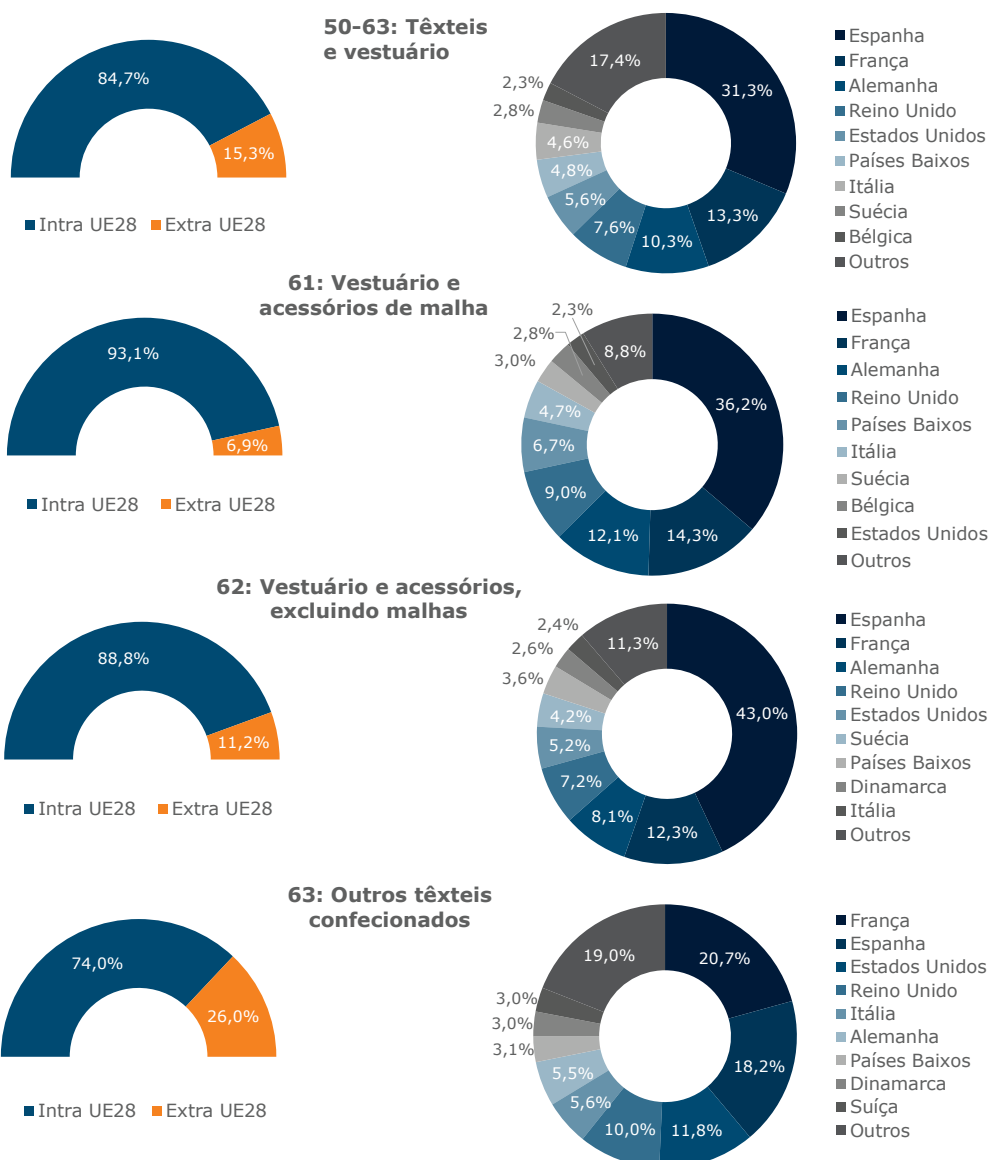 50-63: Têxteis
e vestuário
84,7%
15,3%
Intra UE28 Extra UE28
17,4%
2,3%
31,3%
2,8%
4,6%
4,8%
5,6%
13,3%
7,6%
10,3%
Espanha
França
Alemanha
Reino Unido
Estados Unidos
Países Baixos
Itália
Suécia
Bélgica
Outros
61: Vestuário e
acessórios de malha
93,1%
6,9%
Intra UE28 Extra UE28
2,3%
2,8%
8,8%
3,0%
36,2%
4,7%
6,7%
9,0%
12,1%
14,3%
Espanha
França
Alemanha
Reino Unido
Países Baixos
Itália
Suécia
Bélgica
Estados Unidos
Outros
62: Vestuário e acessórios,
excluindo malhas
88,8%
11,2%
Intra UE28 Extra UE28
2,4%
11,3%
2,6%
3,6%
43,0%
4,2%
5,2%
7,2%
8,1%
12,3%
Espanha
França
Alemanha
Reino Unido
Estados Unidos
Suécia
Países Baixos
Dinamarca
Itália
Outros
63: Outros têxteis
confecionados
74,0%
26,0%
Intra UE28 Extra UE28
19,0%
20,7%
3,0%
3,0%
3,1%
18,2%
5,5%
5,6%
10,0%
11,8%
França
Espanha
Estados Unidos
Reino Unido
Itália
Alemanha
Países Baixos
Dinamarca
Suíça
Outros